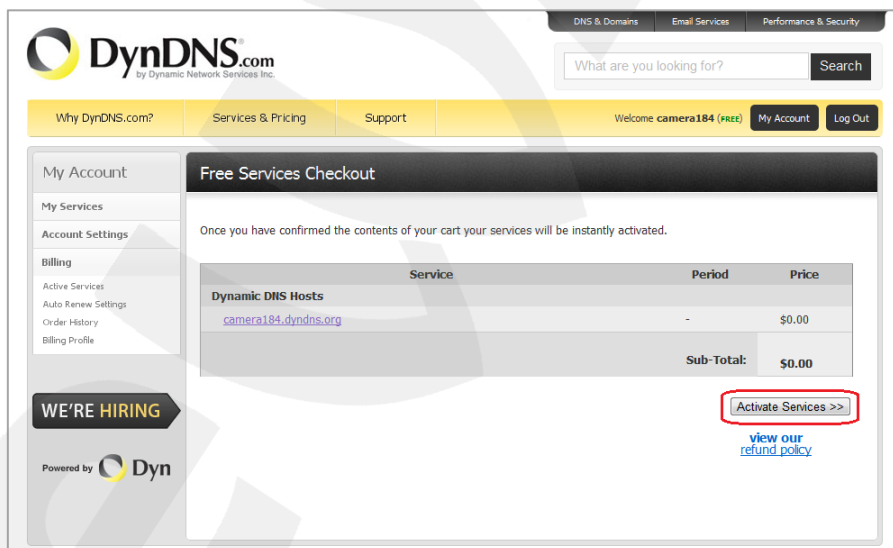 DNS & Domains Email Services Performance & Security
DynDNS.com
by Dynamic Network Services Inc.
What are you looking for? Search
Why DynDNS.com? Services & Pricing Support Welcome camera184 (FREE) My Account Log Out
My Account
My Services
Account Settings
Billing
Active Services
Auto Renew Settings
Order History
Billing Profile
WE'RE HIRING
Powered by Dyn
Free Services Checkout
Once you have confirmed the contents of your cart your services will be instantly activated.
Service Period Price
Dynamic DNS Hosts
camera184.dyndns.org - $0.00
Sub-Total: $0.00
Activate Services >>
view our
refund policy